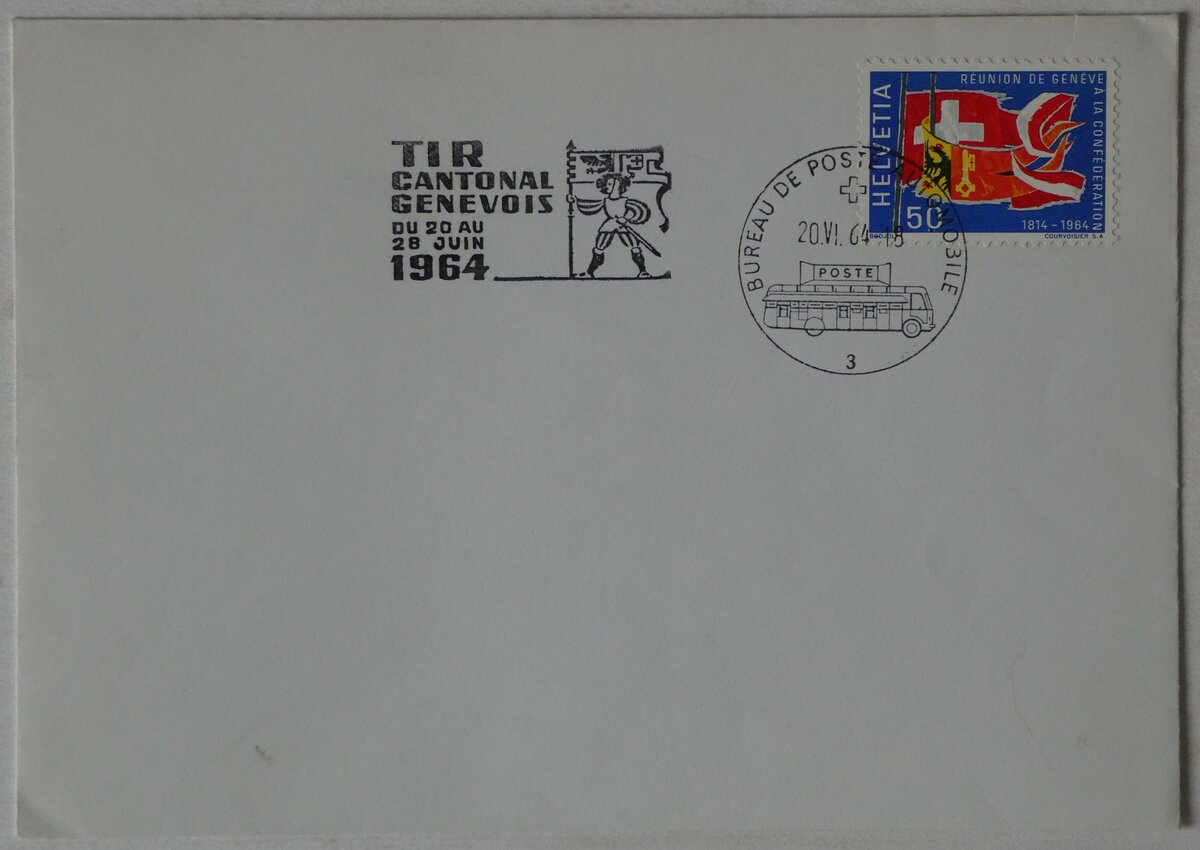 TIR
CANTONAL
GENEVOIS
DU 20 AU
28 JUIN
1964
HELVETIA
RÉUNION DE GENÈVE
À LA CONFÉDÉRATION
50
1814 - 1964
COURVOISIER S.A
BUREAU DE POSTE AUTOMOBILE
20.VI. 64-18
POSTE
3